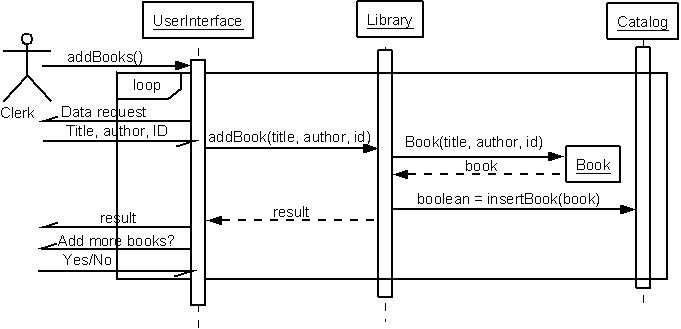 UserInterface
Library
Catalog
addBooks()
loop
Clerk
Data request
Title, author, ID
addBook(title, author, id)
Book(title, author, id)
Book
book
boolean = insertBook(book)
result
result
Add more books?
Yes/No